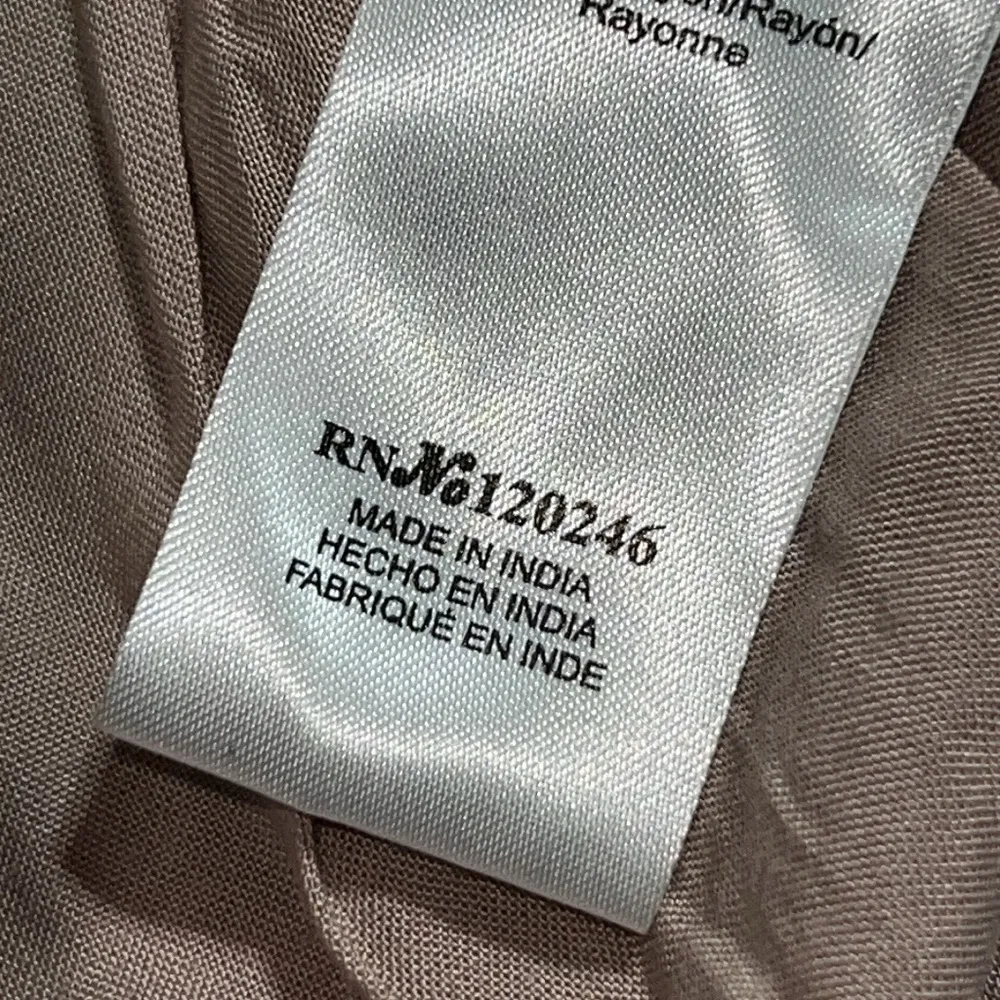 /Rayón/
Rayonne
RN№120246
MADE IN INDIA
HECHO EN INDIA
FABRIQUÉ EN INDE